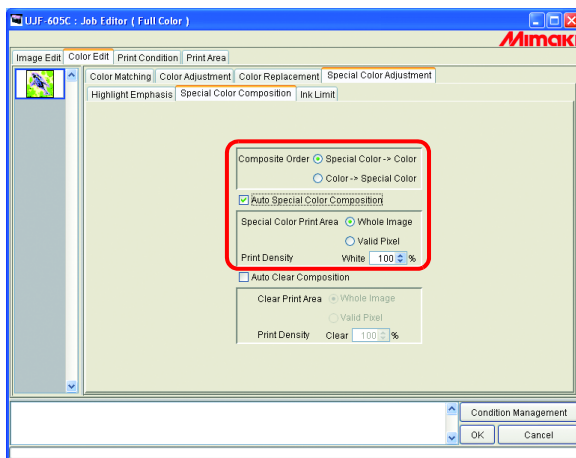 UJF-605C : Job Editor ( Full Color )
Mimaki
Image Edit Color Edit Print Condition Print Area
Color Matching Color Adjustment Color Replacement Special Color Adjustment
Highlight Emphasis Special Color Composition Ink Limit
Composite Order Special Color -> Color
Color -> Special Color
Auto Special Color Composition
Special Color Print Area Whole Image
Valid Pixel
Print Density White 100 %
Auto Clear Composition
Clear Print Area Whole Image
Valid Pixel
Print Density Clear 100 %
Condition Management
OK Cancel